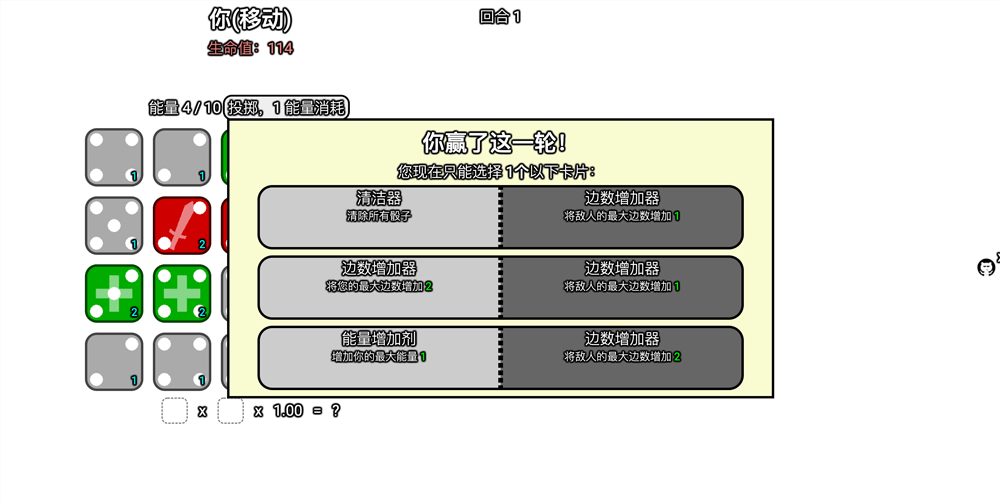 你(移动)
回合 1
生命值：114
能量 4 / 10 投掷，1 能量消耗
你赢了这一轮！
您现在只能选择 1个以下卡片：
清洁器
清除所有骰子
边数增加器
将敌人的最大边数增加 1
边数增加器
将您的最大边数增加 2
边数增加器
将敌人的最大边数增加 1
能量增加剂
增加你的最大能量 1
边数增加器
将敌人的最大边数增加 2
1 1
1 2
2 2
1 1
x x 1.00 = ?